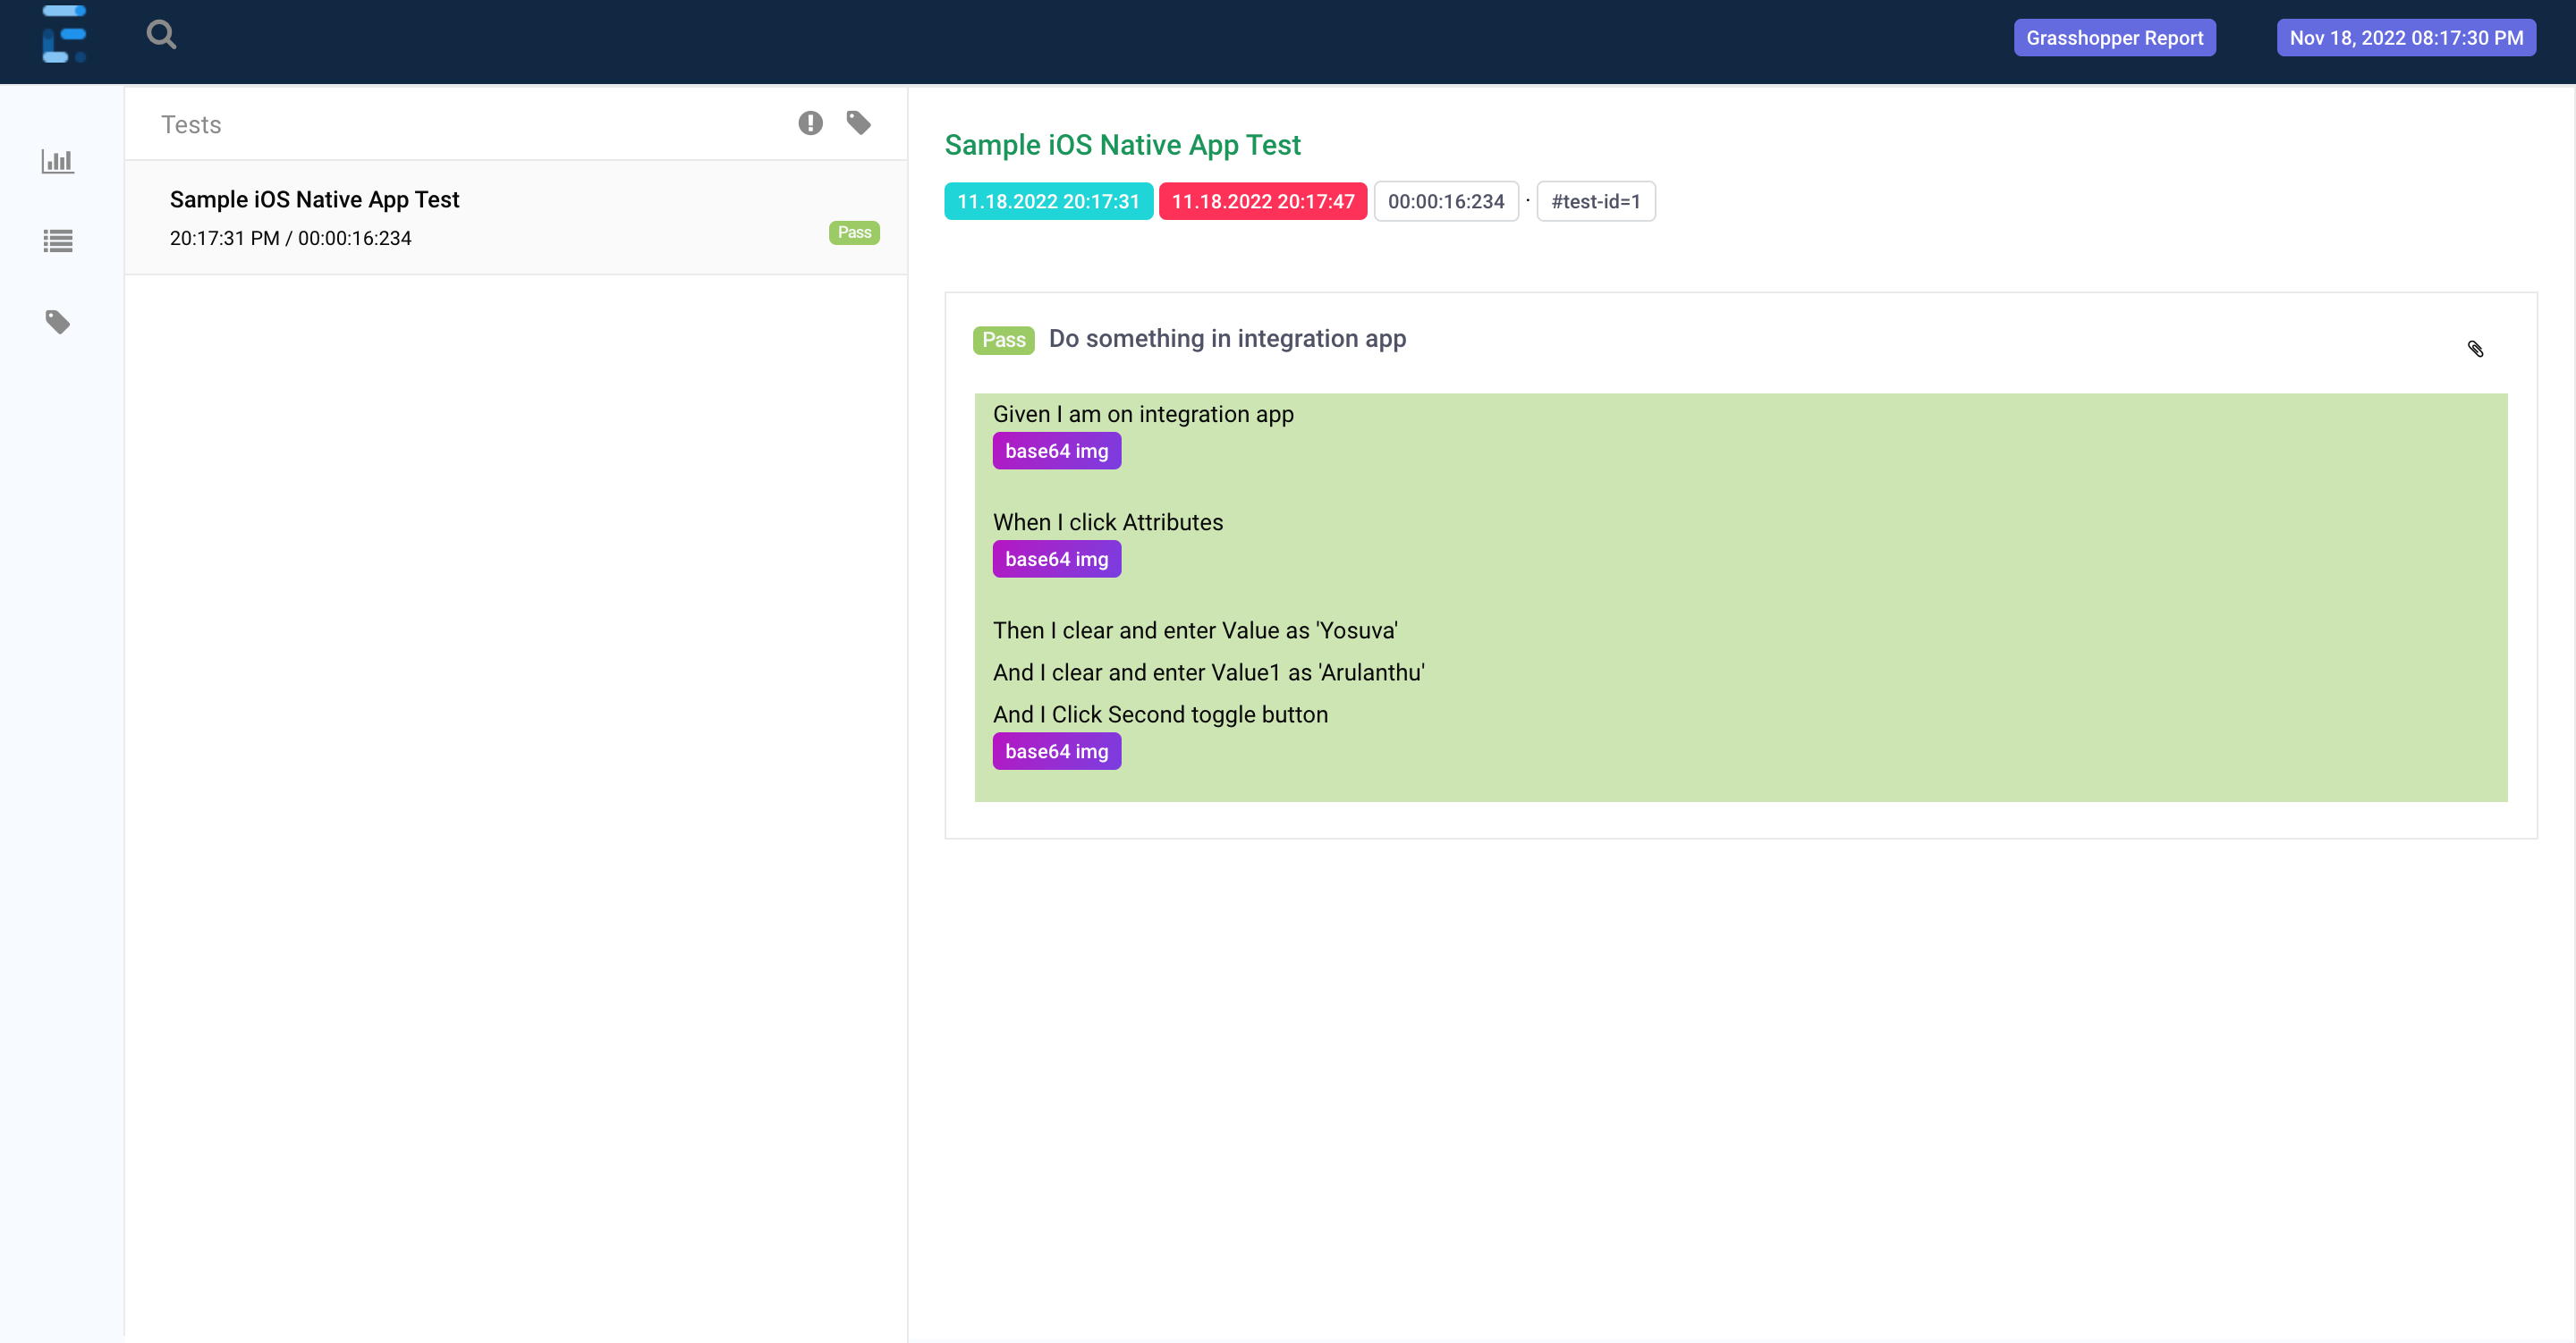 Grasshopper Report
Nov 18, 2022 08:17:30 PM
Tests
Sample iOS Native App Test
20:17:31 PM / 00:00:16:234
Pass
Sample iOS Native App Test
11.18.2022 20:17:31 11.18.2022 20:17:47 00:00:16:234 · #test-id=1
Pass Do something in integration app
Given I am on integration app
base64 img
When I click Attributes
base64 img
Then I clear and enter Value as 'Yosuva'
And I clear and enter Value1 as 'Arulanthu'
And I Click Second toggle button
base64 img